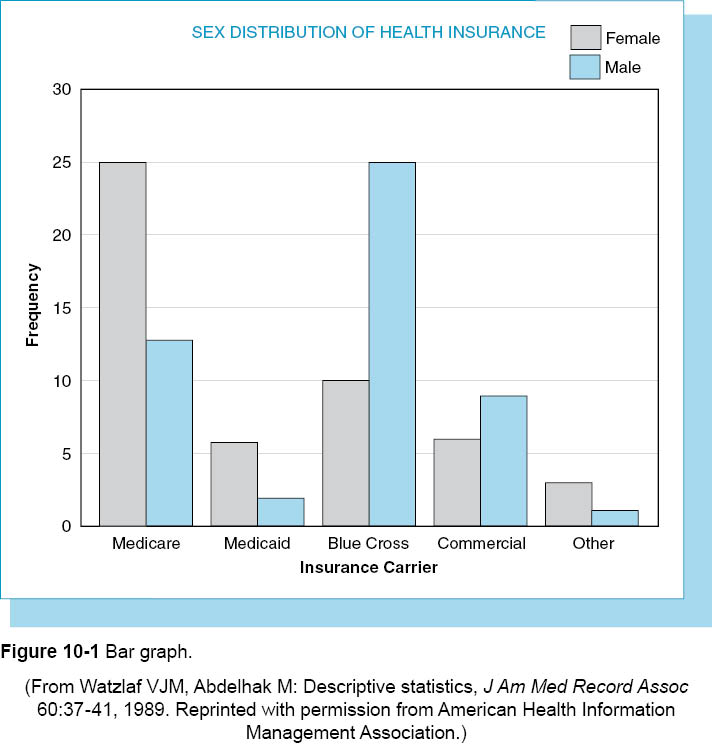 SEX DISTRIBUTION OF HEALTH INSURANCE
Female
Male
30
25
20
15
10
5
0
Frequency
Medicare Medicaid Blue Cross Commercial Other
Insurance Carrier
Figure 10-1 Bar graph.
(From Watzlaf VJM, Abdelhak M: Descriptive statistics, J Am Med Record Assoc
60:37-41, 1989. Reprinted with permission from American Health Information
Management Association.)